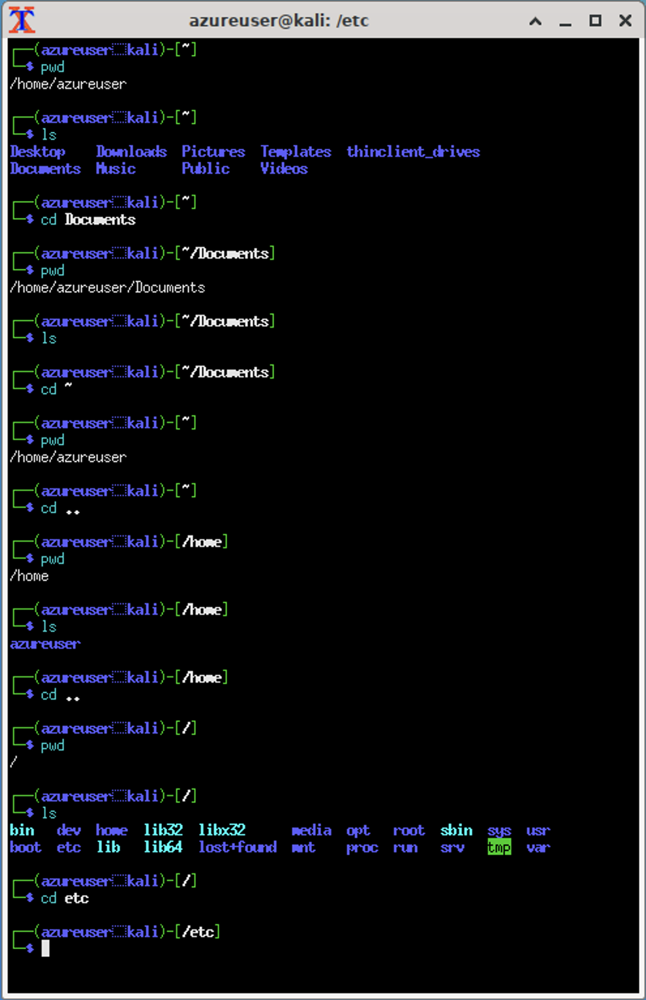 azureuser@kali: /etc
┌──(azureuser㉿kali)-[~]
└─$ pwd
/home/azureuser
┌──(azureuser㉿kali)-[~]
└─$ ls
Desktop Downloads Pictures Templates thinclient_drives
Documents Music Public Videos
┌──(azureuser㉿kali)-[~]
└─$ cd Documents
┌──(azureuser㉿kali)-[~/Documents]
└─$ pwd
/home/azureuser/Documents
┌──(azureuser㉿kali)-[~/Documents]
└─$ ls
┌──(azureuser㉿kali)-[~/Documents]
└─$ cd ~
┌──(azureuser㉿kali)-[~]
└─$ pwd
/home/azureuser
┌──(azureuser㉿kali)-[~]
└─$ cd ..
┌──(azureuser㉿kali)-[/home]
└─$ pwd
/home
┌──(azureuser㉿kali)-[/home]
└─$ ls
azureuser
┌──(azureuser㉿kali)-[/home]
└─$ cd ..
┌──(azureuser㉿kali)-[/]
└─$ pwd
/
┌──(azureuser㉿kali)-[/]
└─$ ls
bin dev home lib32 libx32 media opt root sbin sys usr
boot etc lib lib64 lost+found mnt proc run srv tmp var
┌──(azureuser㉿kali)-[/]
└─$ cd etc
┌──(azureuser㉿kali)-[/etc]
└─$